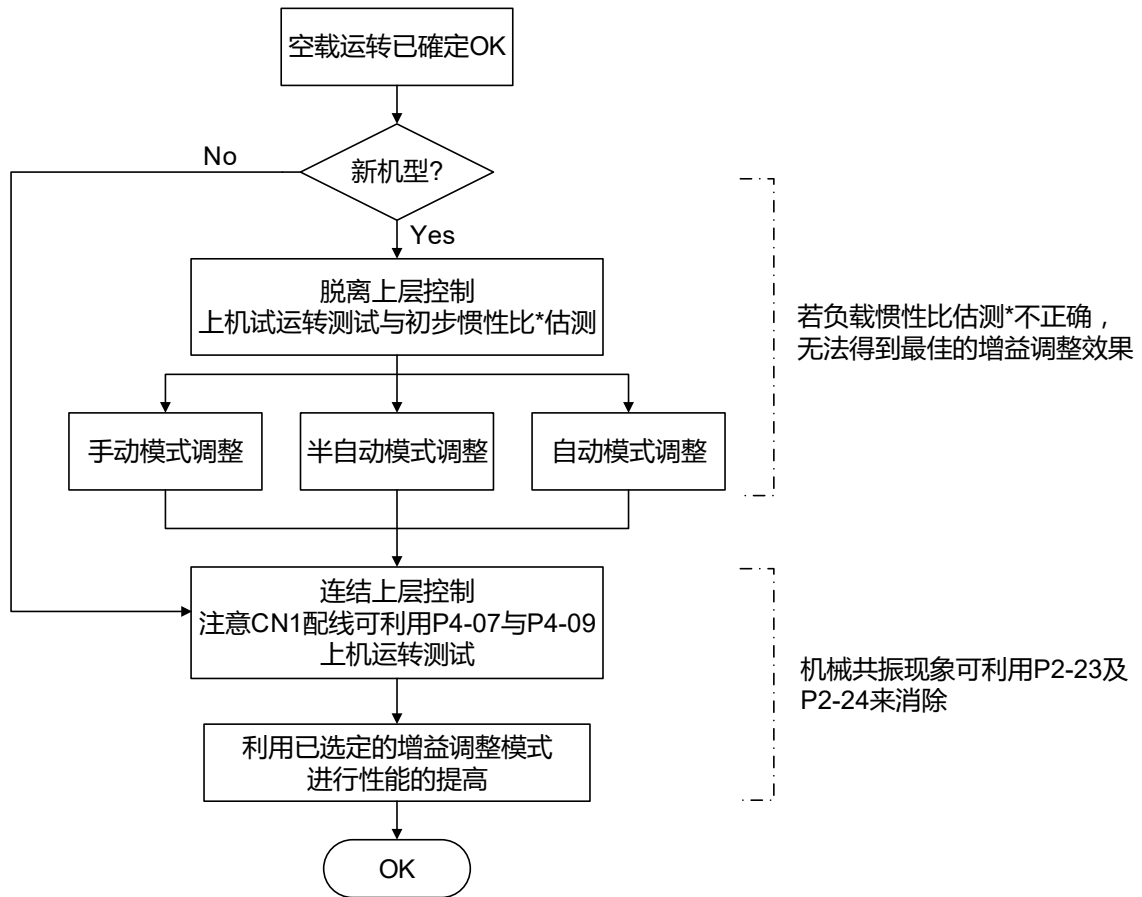 空载运转已確定OK
新机型?
No
Yes
脱离上层控制
上机试运转测试与初步惯性比*估测
若负载惯性比估测*不正确，
无法得到最佳的增益调整效果
手动模式调整
半自动模式调整
自动模式调整
连结上层控制
注意CN1配线可利用P4-07与P4-09
上机运转测试
机械共振现象可利用P2-23及
P2-24来消除
利用已选定的增益调整模式
进行性能的提高
OK